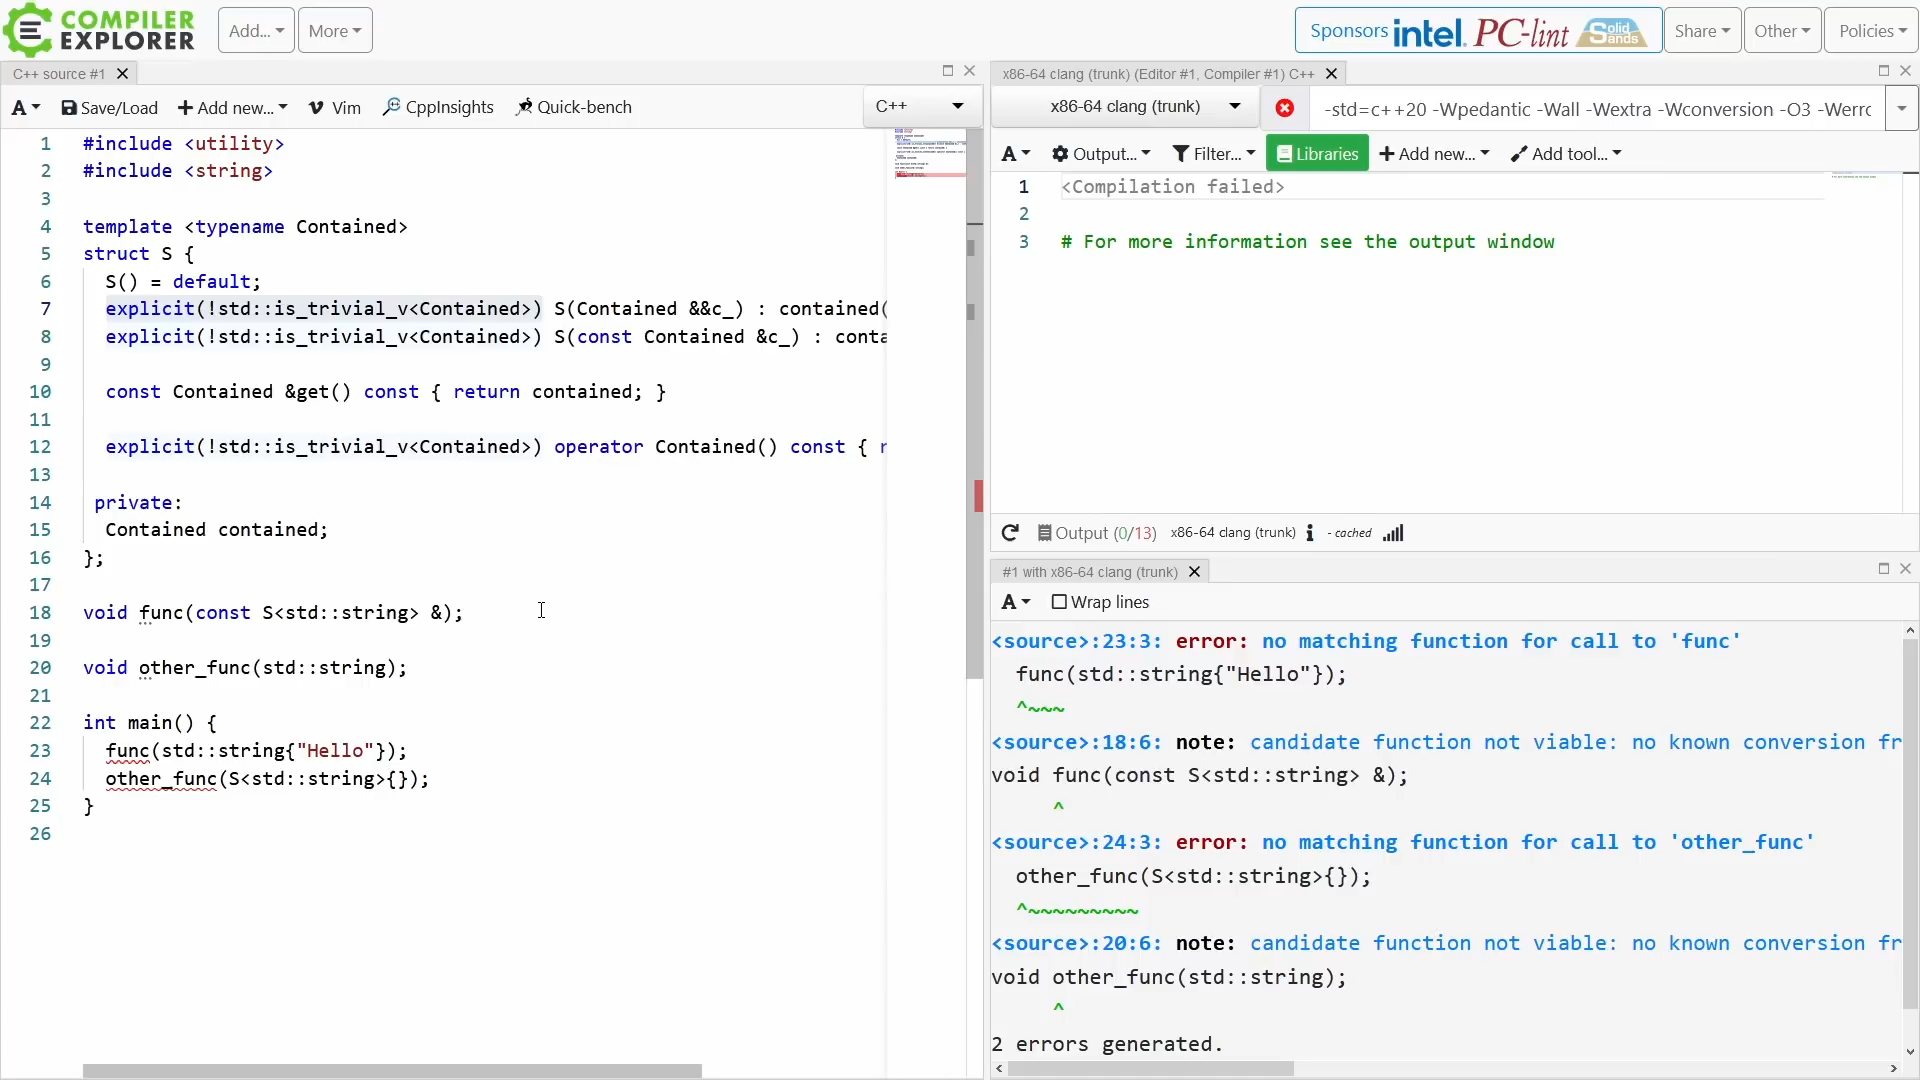 COMPILER
EXPLORER
Add...
More
Sponsors intel. PC-lint Solid Sands
Share
Other
Policies
C++ source #1
A
Save/Load
Add new...
Vim
CppInsights
Quick-bench
C++
1 #include <utility>
2 #include <string>
3
4 template <typename Contained>
5 struct S {
6 S() = default;
7 explicit(!std::is_trivial_v<Contained>) S(Contained &&c_) : contained(
8 explicit(!std::is_trivial_v<Contained>) S(const Contained &c_) : conta
9
10 const Contained &get() const { return contained; }
11
12 explicit(!std::is_trivial_v<Contained>) operator Contained() const { r
13
14 private:
15 Contained contained;
16 };
17
18 void func(const S<std::string> &);
19
20 void other_func(std::string);
21
22 int main() {
23 func(std::string{"Hello"});
24 other_func(S<std::string>{});
25 }
26
x86-64 clang (trunk) (Editor #1, Compiler #1) C++
x86-64 clang (trunk)
-std=c++20 -Wpedantic -Wall -Wextra -Wconversion -O3 -Werrc
A
Output...
Filter...
Libraries
Add new...
Add tool...
1 <Compilation failed>
2
3 # For more information see the output window
Output (0/13) x86-64 clang (trunk) i - cached
#1 with x86-64 clang (trunk)
A
Wrap lines
<source>:23:3: error: no matching function for call to 'func'
func(std::string{"Hello"});
^~~~
<source>:18:6: note: candidate function not viable: no known conversion fr
void func(const S<std::string> &);
^
<source>:24:3: error: no matching function for call to 'other_func'
other_func(S<std::string>{});
^~~~~~~~~~
<source>:20:6: note: candidate function not viable: no known conversion fr
void other_func(std::string);
^
2 errors generated.